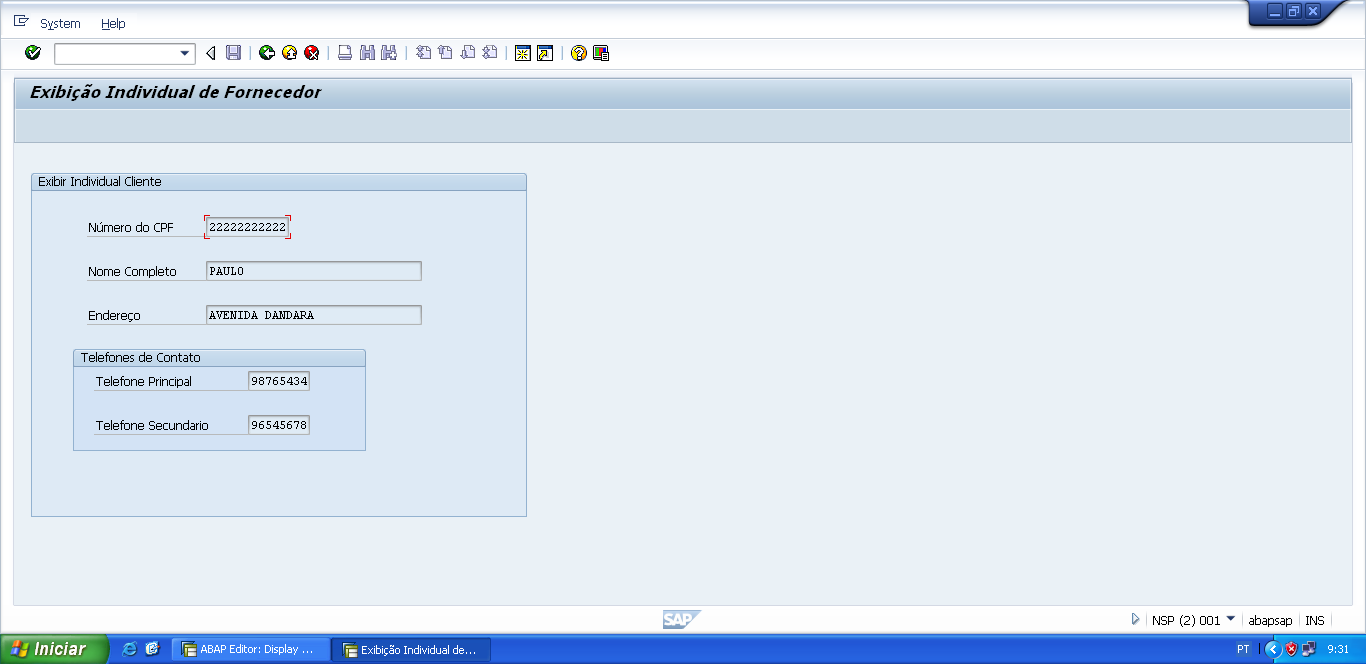 System Help
Exibição Individual de Fornecedor
Exibir Individual Cliente
Número do CPF 22222222222
Nome Completo PAULO
Endereço AVENIDA DANDARA
Telefones de Contato
Telefone Principal 98765434
Telefone Secundario 96545678
SAP
NSP (2) 001 abapsap INS
Iniciar ABAP Editor: Display ... Exibição Individual de... PT 9:31